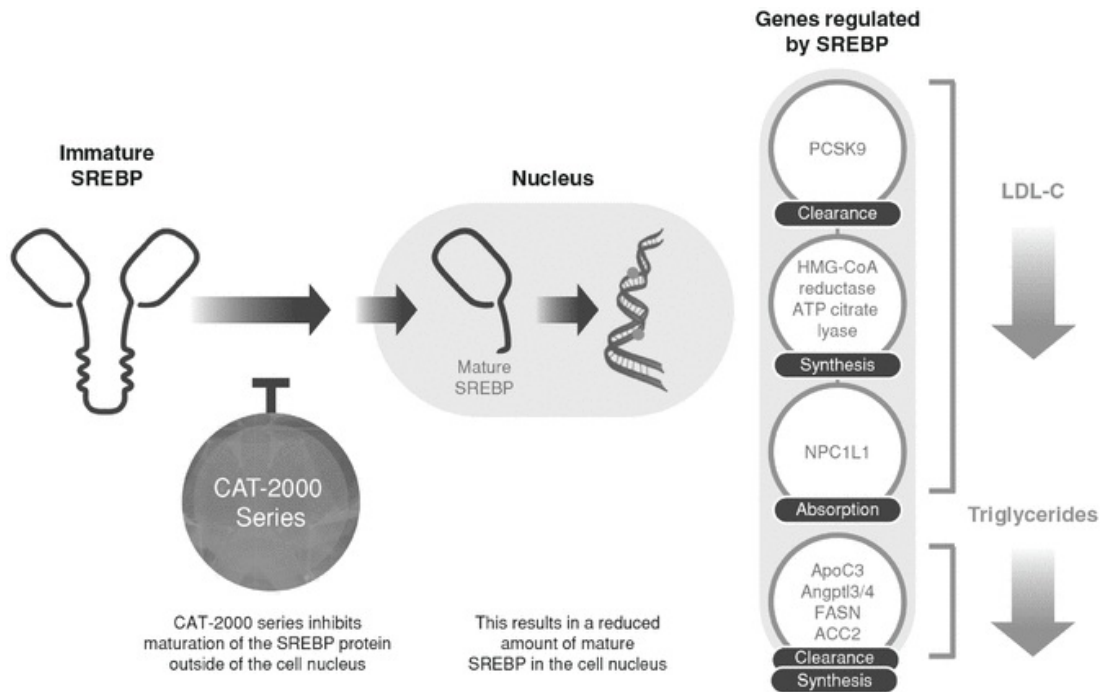 Genes regulated
by SREBP
Immature
SREBP
Nucleus
Mature
SREBP
CAT-2000
Series
CAT-2000 series inhibits
maturation of the SREBP protein
outside of the cell nucleus
This results in a reduced
amount of mature
SREBP in the cell nucleus
PCSK9
Clearance
HMG-CoA
reductase
ATP citrate
lyase
Synthesis
NPC1L1
Absorption
ApoC3
Angptl3/4
FASN
ACC2
Clearance
Synthesis
LDL-C
Triglycerides